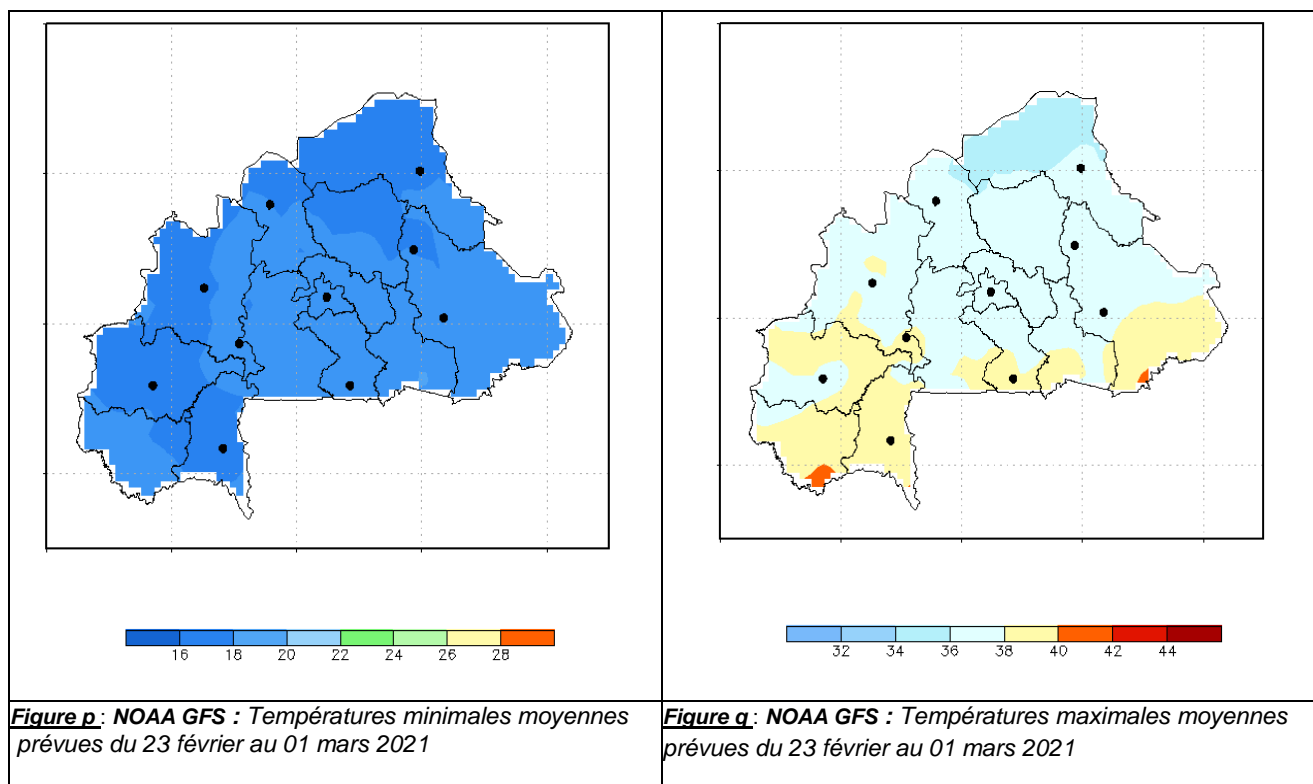 16 18 20 22 24 26 28
32 34 36 38 40 42 44
Figure p : NOAA GFS : Températures minimales moyennes
prévues du 23 février au 01 mars 2021
Figure q : NOAA GFS : Températures maximales moyennes
prévues du 23 février au 01 mars 2021